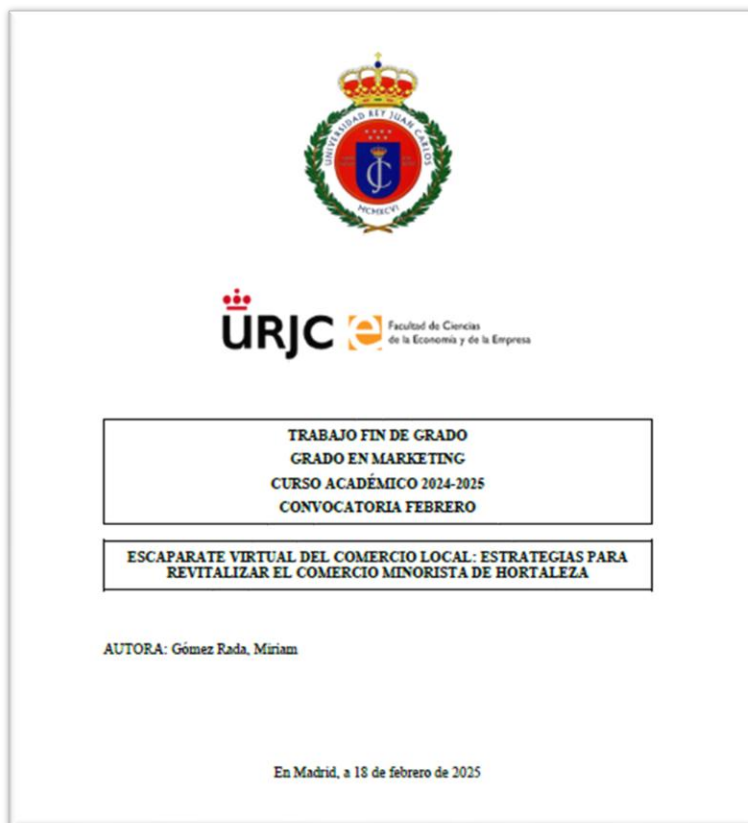 UNIVERSIDAD REY JUAN CARLOS
MCMXCVI
URJC e Facultad de Ciencias
de la Economía y de la Empresa
TRABAJO FIN DE GRADO
GRADO EN MARKETING
CURSO ACADÉMICO 2024-2025
CONVOCATORIA FEBRERO
ESCAPARATE VIRTUAL DEL COMERCIO LOCAL: ESTRATEGIAS PARA
REVITALIZAR EL COMERCIO MINORISTA DE HORTALEZA
AUTORA: Gómez Rada, Miriam
En Madrid, a 18 de febrero de 2025